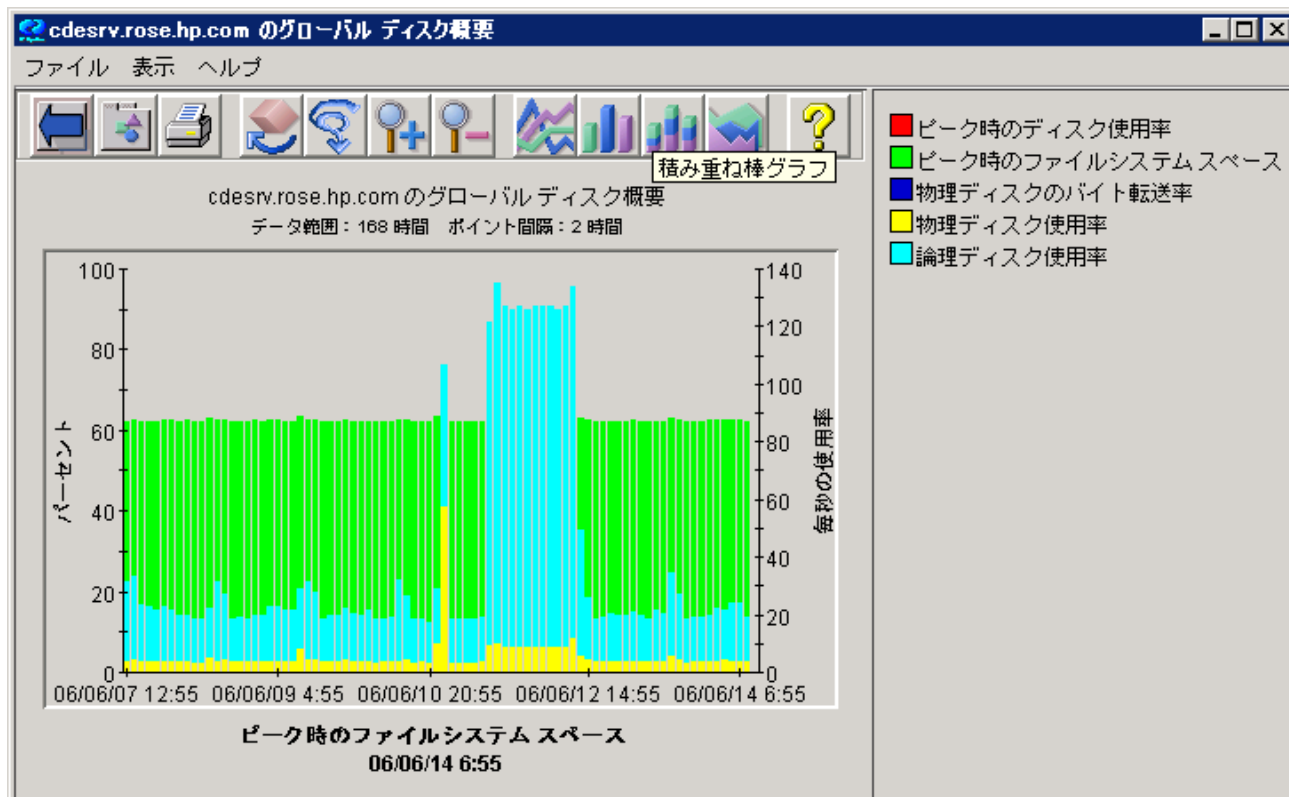 cdesrv.rose.hp.com のグローバル ディスク概要
ファイル 表示 ヘルプ
積み重ね棒グラフ
cdesrv.rose.hp.com のグローバル ディスク概要
データ範囲：168 時間 ポイント間隔：2 時間
パーセント
100
80
60
40
20
0
140
120
100
80
60
40
20
0
毎秒の使用率
06/06/07 12:55 06/06/09 4:55 06/06/10 20:55 06/06/12 14:55 06/06/14 6:55
ピーク時のファイルシステム スペース
06/06/14 6:55
ピーク時のディスク使用率
ピーク時のファイルシステム スペース
物理ディスクのバイト転送率
物理ディスク使用率
論理ディスク使用率